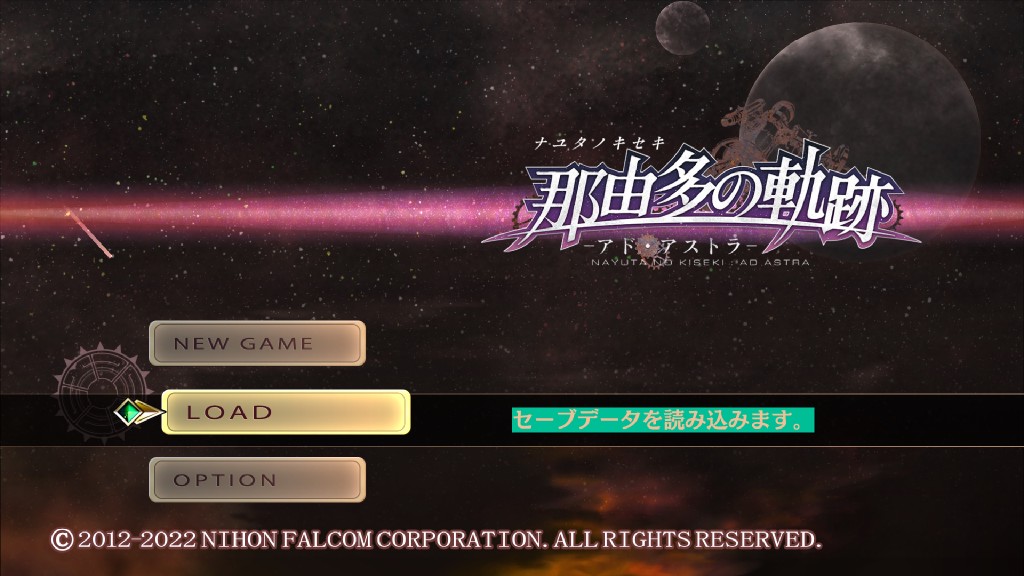 ナユタノキセキ
那由多の軌跡
-アド・アストラ-
NAYUTA NO KISEKI : AD ASTRA
NEW GAME
LOAD
セーブデータを読み込みます。
OPTION
©2012-2022 NIHON FALCOM CORPORATION. ALL RIGHTS RESERVED.